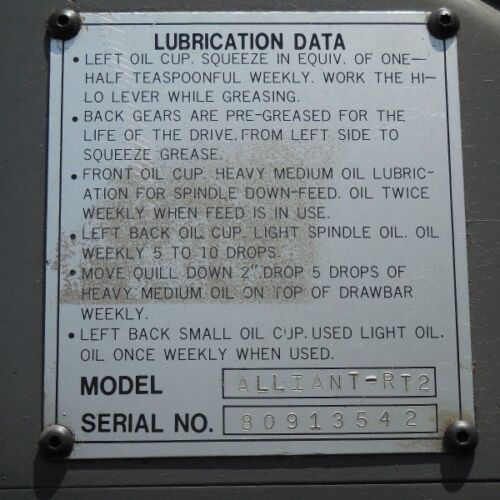 LUBRICATION DATA
• LEFT OIL CUP. SQUEEZE IN EQUIV. OF ONE—
HALF TEASPOONFUL WEEKLY. WORK THE HI-
LO LEVER WHILE GREASING.
• BACK GEARS ARE PRE-GREASED FOR THE
LIFE OF THE DRIVE. FROM LEFT SIDE TO
SQUEEZE GREASE.
• FRONT OIL CUP. HEAVY MEDIUM OIL LUBRIC-
ATION FOR SPINDLE DOWN-FEED. OIL TWICE
WEEKLY WHEN FEED IS IN USE.
• LEFT BACK OIL CUP. LIGHT SPINDLE OIL. OIL
WEEKLY 5 TO 10 DROPS.
• MOVE QUILL DOWN 2". DROP 5 DROPS OF
HEAVY MEDIUM OIL ON TOP OF DRAWBAR
WEEKLY.
• LEFT BACK SMALL OIL CUP. USED LIGHT OIL.
OIL ONCE WEEKLY WHEN USED.
MODEL ALLIANT-RT2
SERIAL NO. 80913542